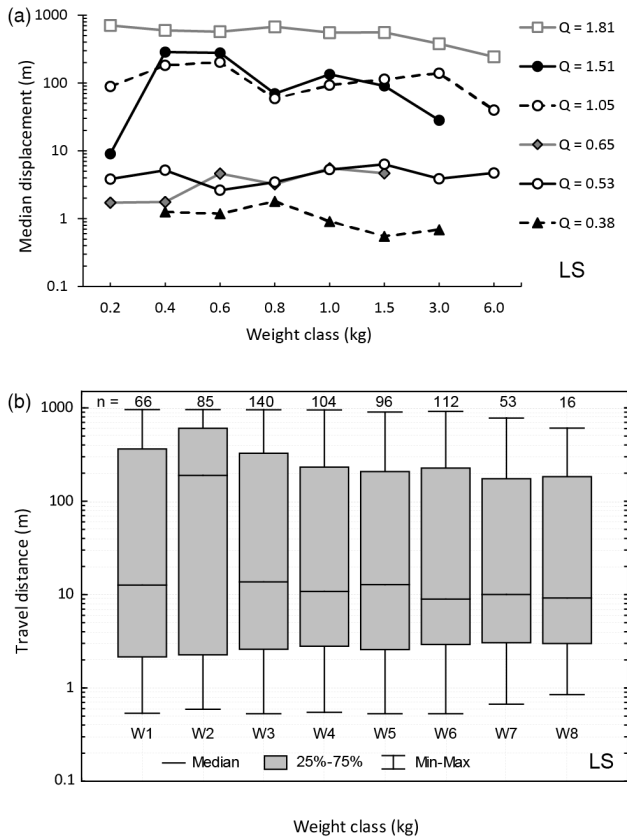 (a)
1000
100
10
1
0.1
Median displacement (m)
0.2 0.4 0.6 0.8 1.0 1.5 3.0 6.0
Weight class (kg)
Q = 1.81
Q = 1.51
Q = 1.05
Q = 0.65
Q = 0.53
Q = 0.38
LS
(b)
n = 66 85 140 104 96 112 53 16
1000
100
10
1
0.1
Travel distance (m)
W1 W2 W3 W4 W5 W6 W7 W8
Median 25%-75% Min-Max
LS
Weight class (kg)